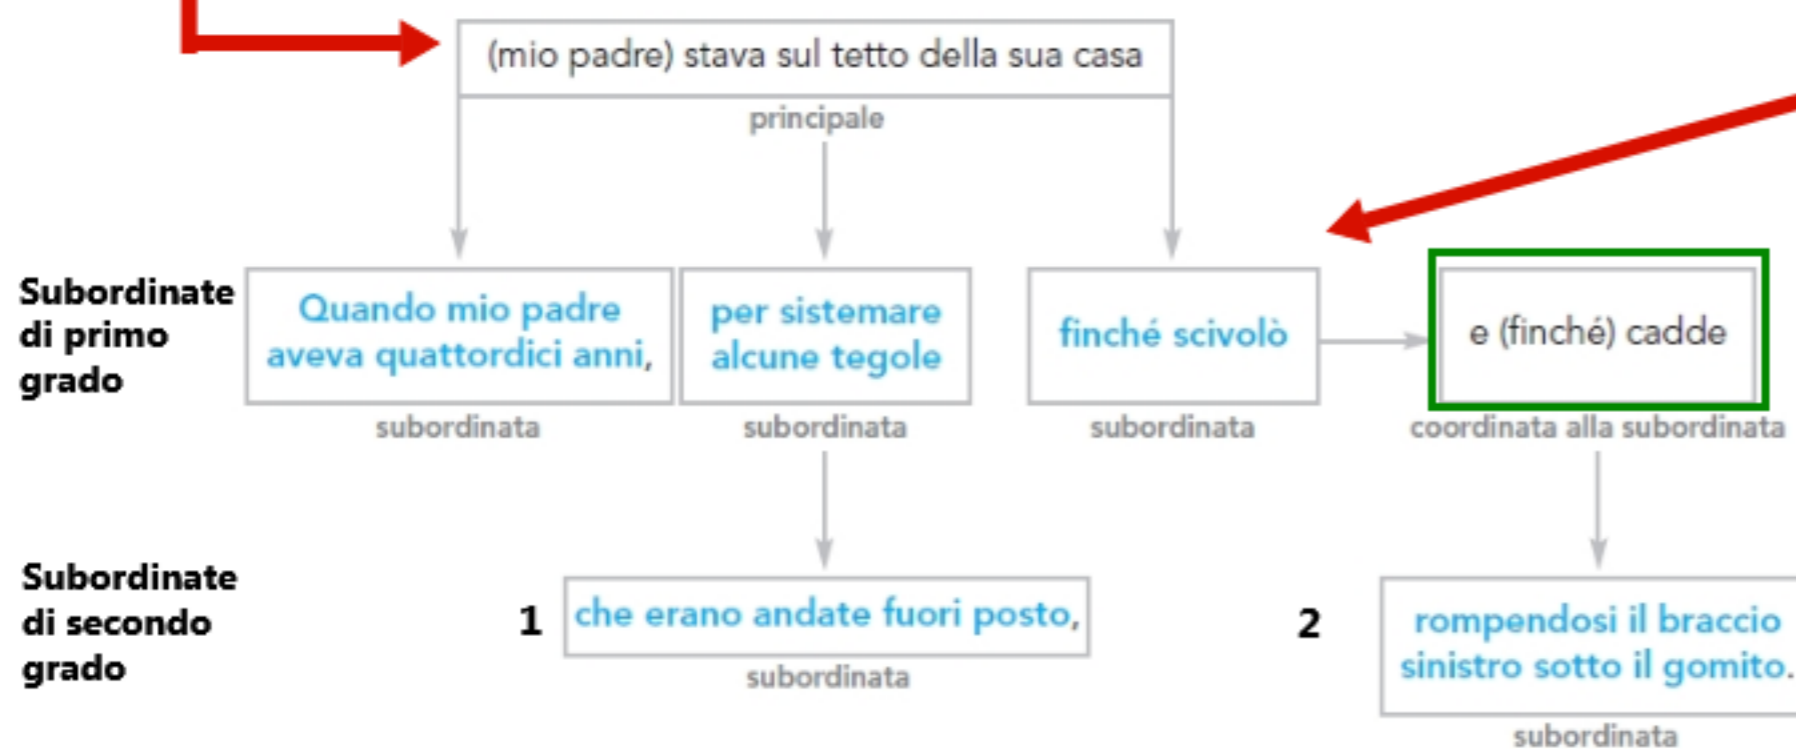 (mio padre) stava sul tetto della sua casa
principale
Subordinate
di primo
grado
Quando mio padre
aveva quattordici anni,
subordinata
per sistemare
alcune tegole
subordinata
finché scivolò
subordinata
e (finché) cadde
coordinata alla subordinata
Subordinate
di secondo
grado
1
che erano andate fuori posto,
subordinata
2
rompendosi il braccio
sinistro sotto il gomito.
subordinata